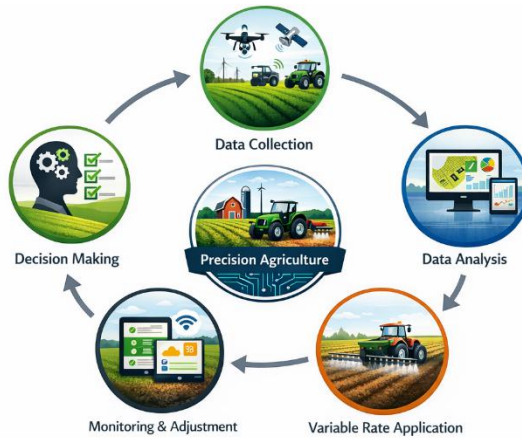 Data Collection
Decision Making
Precision Agriculture
Data Analysis
Monitoring & Adjustment
Variable Rate Application